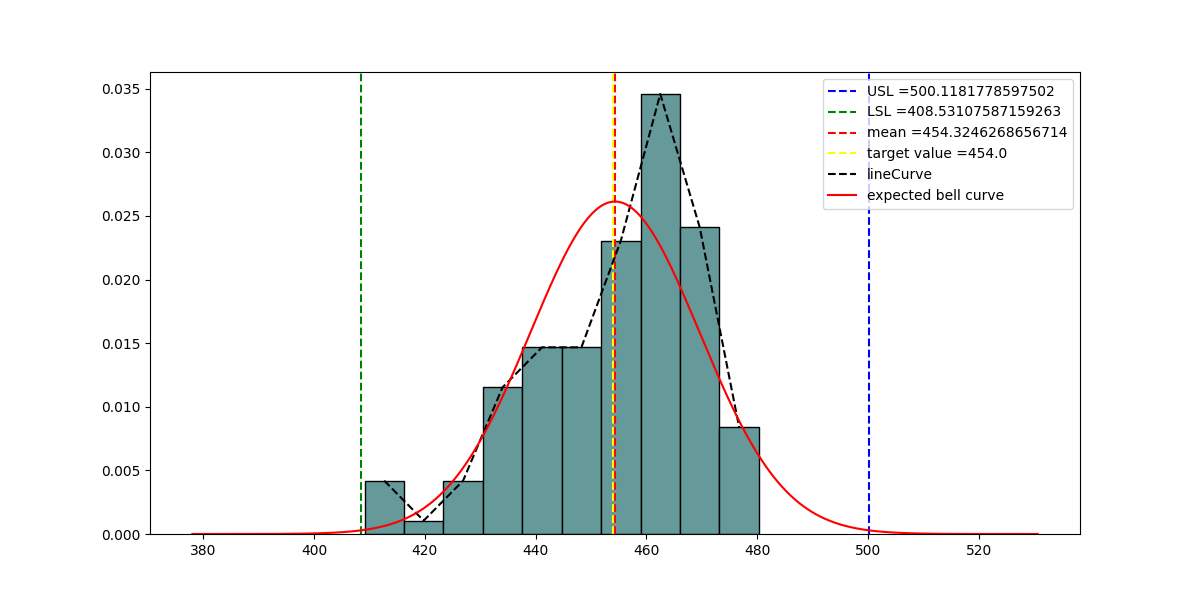 USL =500.1181778597502
LSL =408.53107587159263
mean =454.3246268656714
target value =454.0
lineCurve
expected bell curve
0.035
0.030
0.025
0.020
0.015
0.010
0.005
0.000
380 400 420 440 460 480 500 520